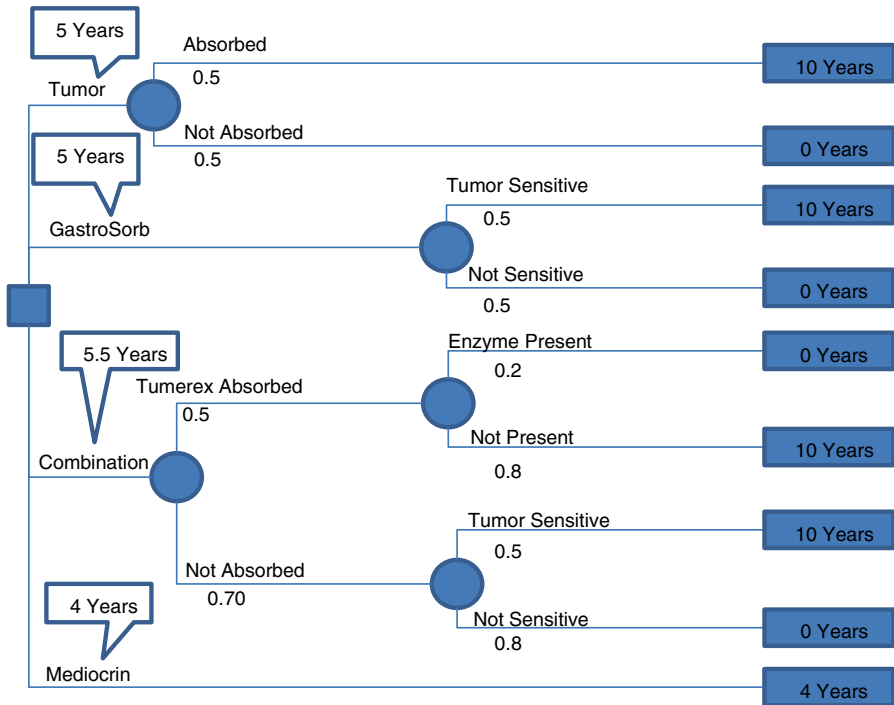 5 Years
Absorbed
0.5
10 Years
Tumor
Not Absorbed
0.5
0 Years
5 Years
GastroSorb
Tumor Sensitive
0.5
10 Years
Not Sensitive
0.5
0 Years
5.5 Years
Combination
Tumerex Absorbed
0.5
Enzyme Present
0.2
0 Years
Not Present
0.8
10 Years
Not Absorbed
0.70
Tumor Sensitive
0.5
10 Years
Not Sensitive
0.8
0 Years
4 Years
Mediocrin
4 Years